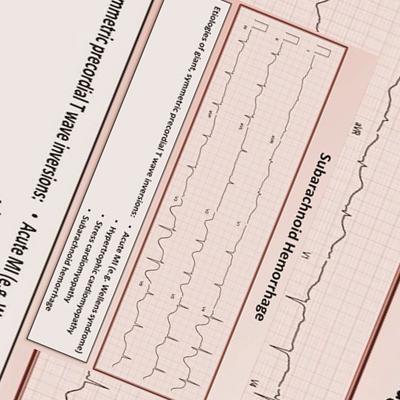 mmetric precordial T wave inversions:
• Acute MI (e.g. W
Etiologies of giant, symmetric precordial T wave inversions:
• Acute MI (e.g. Wellens syndrome)
• Hypertrophic cardiomyopathy
• Stress cardiomyopathy
• Subarachnoid hemorrhage
Subarachnoid Hemorrhage
aVR
V1